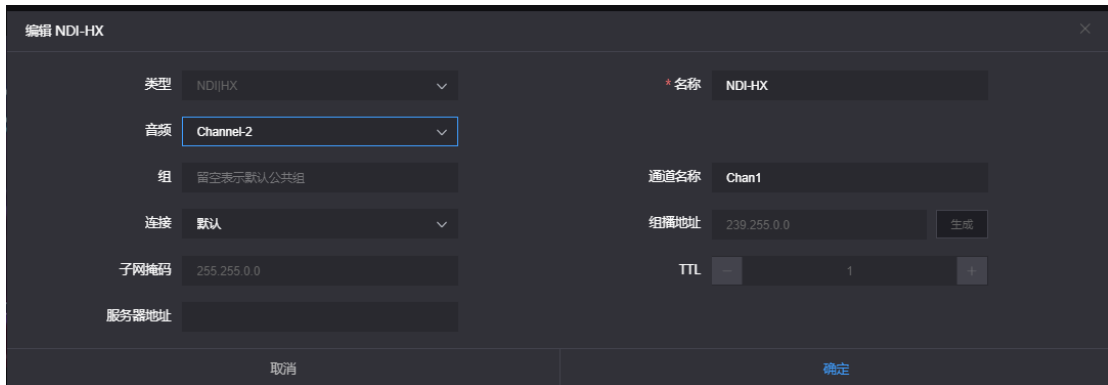 编辑 NDI-HX
类型 NDI|HX * 名称 NDI-HX
音频 Channel-2
组 留空表示默认公共组 通道名称 Chan1
连接 默认 组播地址 239.255.0.0 生成
子网掩码 255.255.0.0 TTL − 1 +
服务器地址
取消 确定